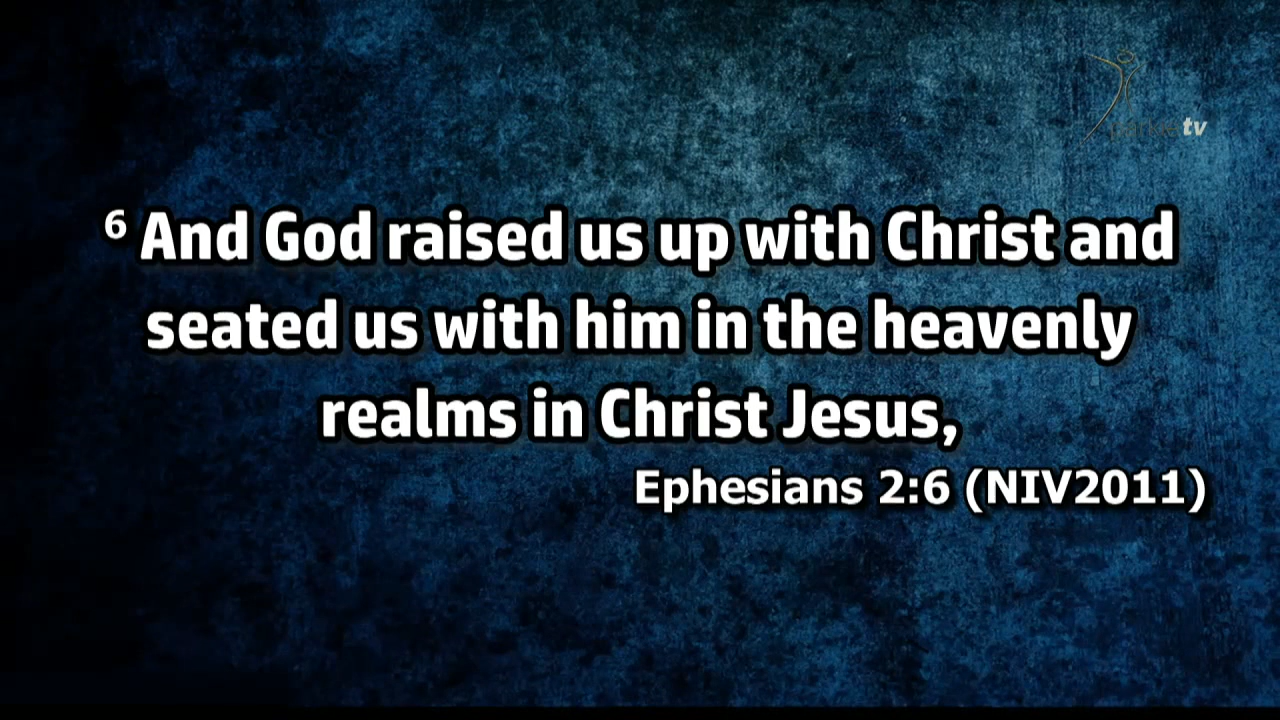 tv
⁶ And God raised us up with Christ and
seated us with him in the heavenly
realms in Christ Jesus,
Ephesians 2:6 (NIV2011)